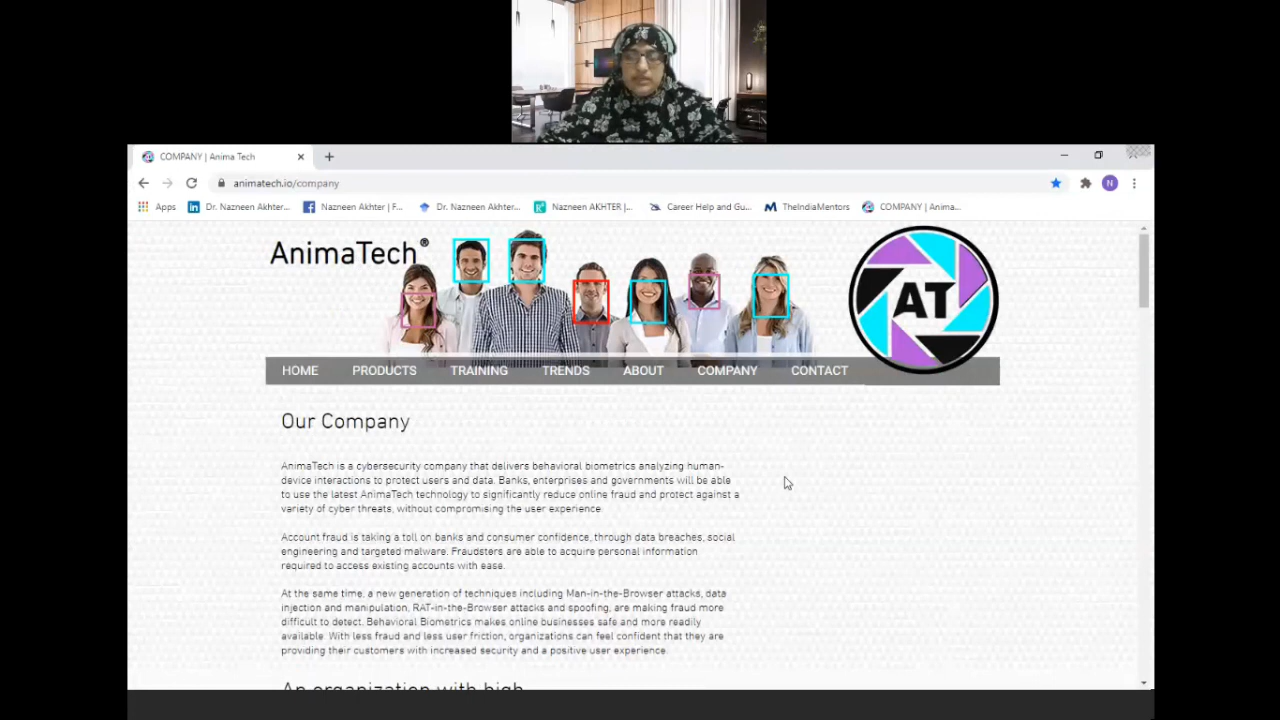 COMPANY | Anima Tech
animatech.io/company
N
Apps
Dr. Nazneen Akhter...
Nazneen Akhter | F...
Dr. Nazneen Akhter...
Nazneen AKHTER |...
Career Help and Gu...
TheIndiaMentors
COMPANY | Anima...
AnimaTech®
AT
HOME PRODUCTS TRAINING TRENDS ABOUT COMPANY CONTACT
Our Company
AnimaTech is a cybersecurity company that delivers behavioral biometrics analyzing human-
device interactions to protect users and data. Banks, enterprises and governments will be able
to use the latest AnimaTech technology to significantly reduce online fraud and protect against a
variety of cyber threats, without compromising the user experience.
Account fraud is taking a toll on banks and consumer confidence, through data breaches, social
engineering and targeted malware. Fraudsters are able to acquire personal information
required to access existing accounts with ease.
At the same time, a new generation of techniques including Man-in-the-Browser attacks, data
injection and manipulation, RAT-in-the-Browser attacks and spoofing, are making fraud more
difficult to detect. Behavioral Biometrics makes online businesses safe and more readily
available. With less fraud and less user friction, organizations can feel confident that they are
providing their customers with increased security and a positive user experience.
An organization with high